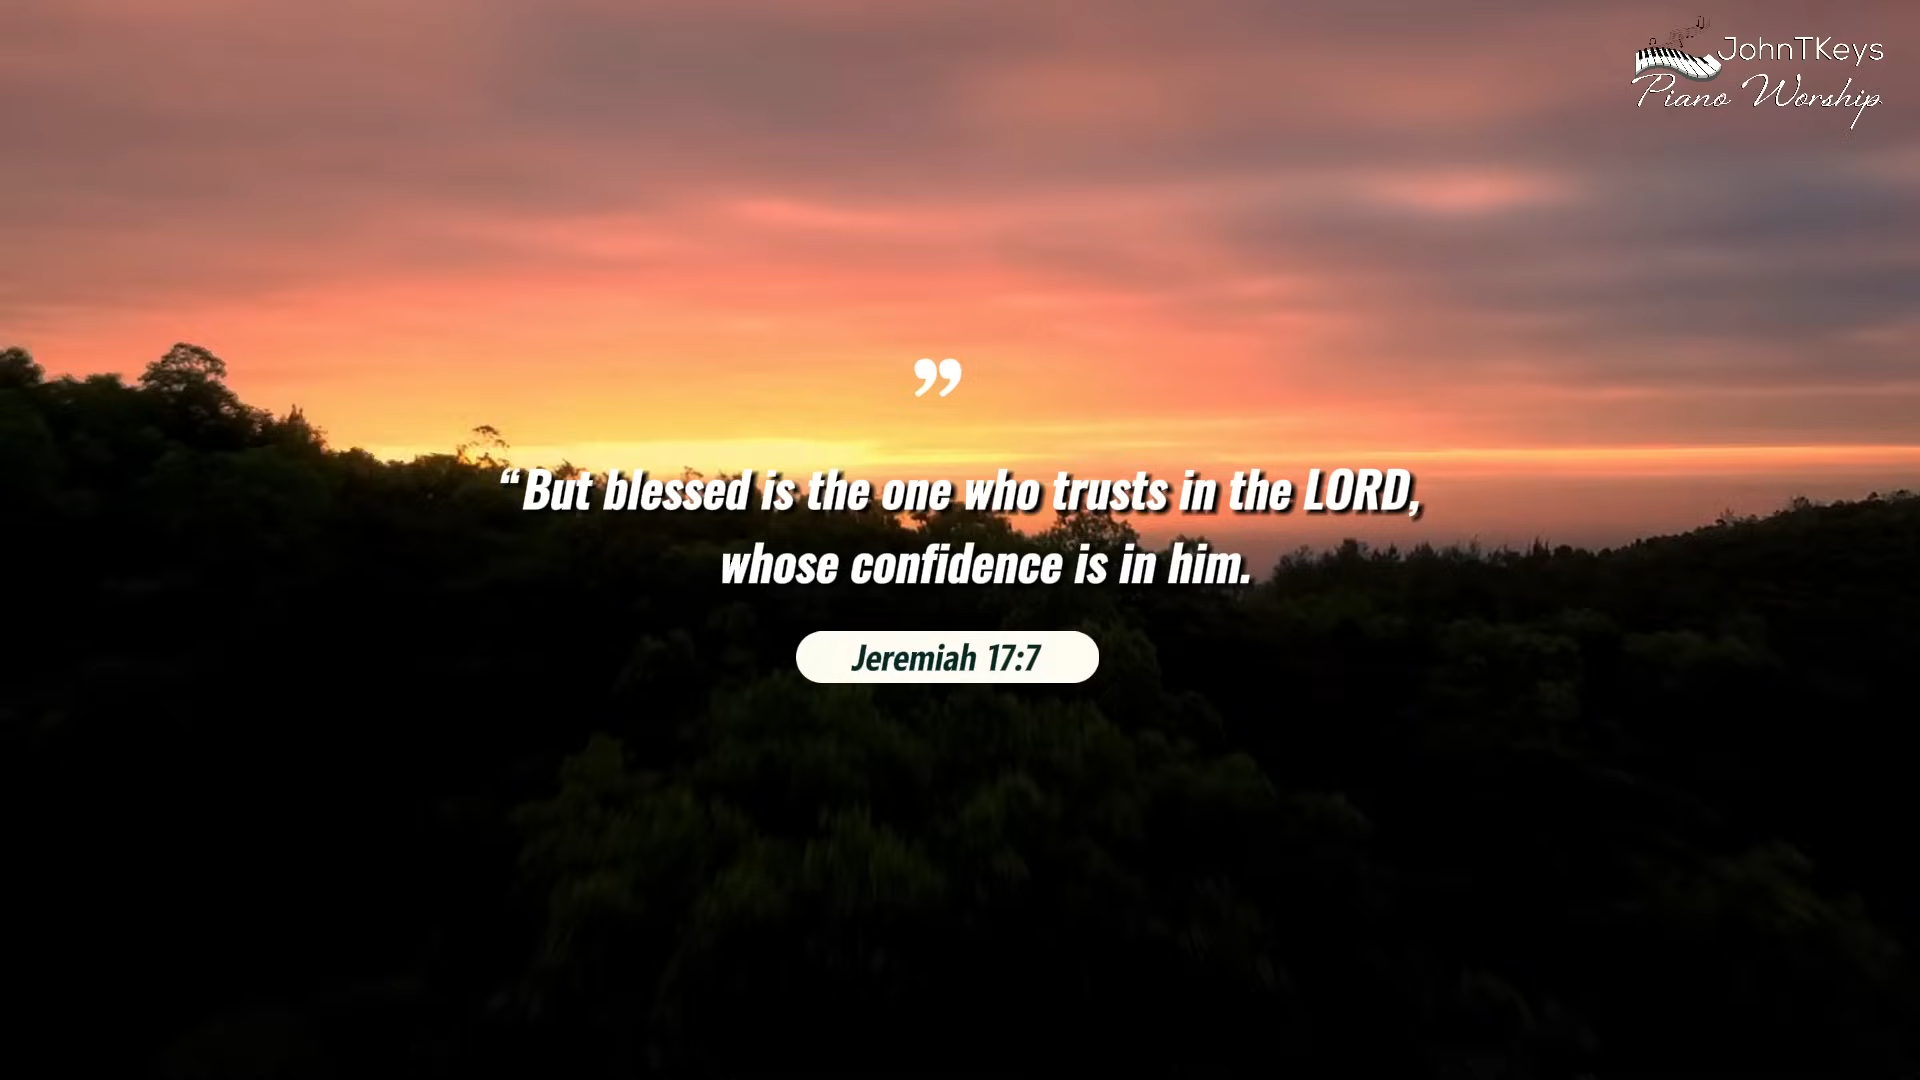 JohnTKeys
Piano Worship
”
“But blessed is the one who trusts in the LORD,
whose confidence is in him.
Jeremiah 17:7